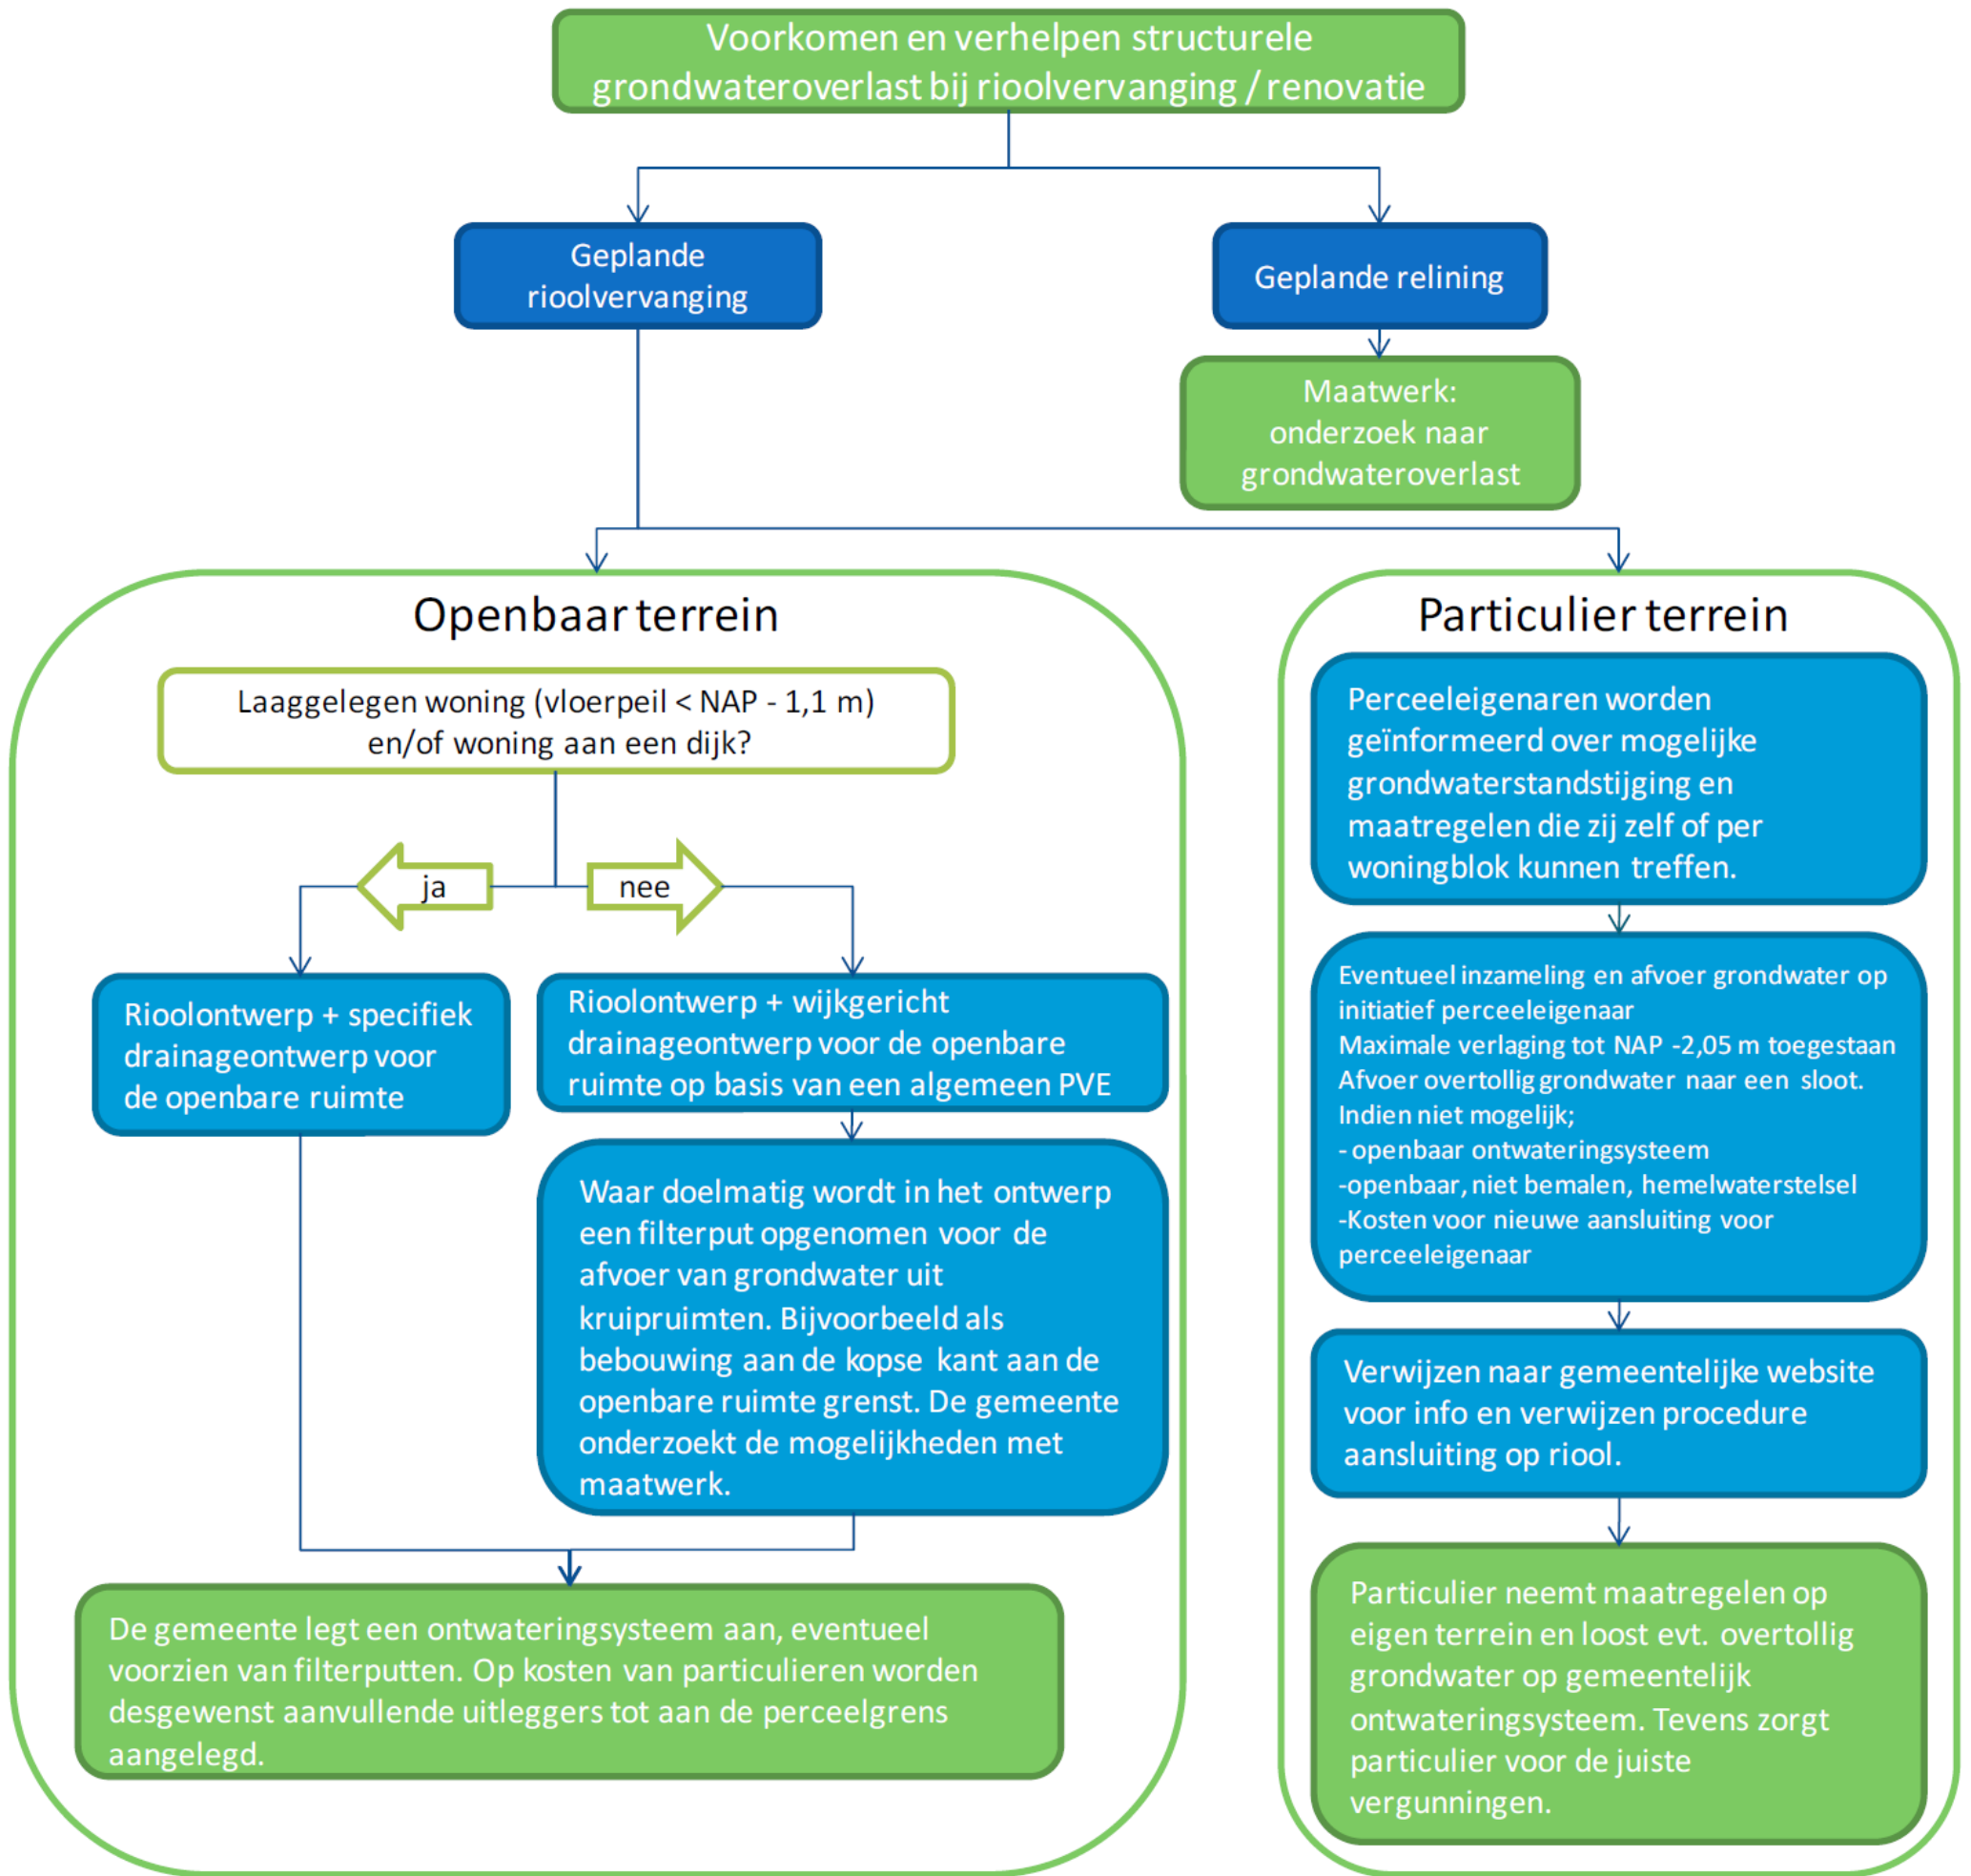 Voorkomen en verhelpen structurele
grondwateroverlast bij rioolvervanging / renovatie
Geplande
rioolvervanging
Geplande relining
Maatwerk:
onderzoek naar
grondwateroverlast
Openbaar terrein
Laaggelegen woning (vloerpeil < NAP - 1,1 m)
en/of woning aan een dijk?
ja
nee
Rioolontwerp + specifiek
drainageontwerp voor
de openbare ruimte
Rioolontwerp + wijkgericht
drainageontwerp voor de openbare
ruimte op basis van een algemeen PVE
Waar doelmatig wordt in het ontwerp
een filterput opgenomen voor de
afvoer van grondwater uit
kruipruimten. Bijvoorbeeld als
bebouwing aan de kopse kant aan de
openbare ruimte grenst. De gemeente
onderzoekt de mogelijkheden met
maatwerk.
De gemeente legt een ontwateringsysteem aan, eventueel
voorzien van filterputten. Op kosten van particulieren worden
desgewenst aanvullende uitleggers tot aan de perceelgrens
aangelegd.
Particulier terrein
Perceeleigenaren worden
geïnformeerd over mogelijke
grondwaterstandstijging en
maatregelen die zij zelf of per
woningblok kunnen treffen.
Eventueel inzameling en afvoer grondwater op
initiatief perceeleigenaar
Maximale verlaging tot NAP -2,05 m toegestaan
Afvoer overtollig grondwater naar een sloot.
Indien niet mogelijk;
- openbaar ontwateringsysteem
-openbaar, niet bemalen, hemelwaterstelsel
-Kosten voor nieuwe aansluiting voor
perceeleigenaar
Verwijzen naar gemeentelijke website
voor info en verwijzen procedure
aansluiting op riool.
Particulier neemt maatregelen op
eigen terrein en loost evt. overtollig
grondwater op gemeentelijk
ontwateringsysteem. Tevens zorgt
particulier voor de juiste
vergunningen.